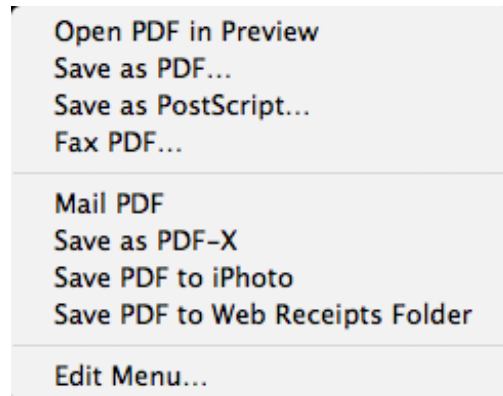 Open PDF in Preview
Save as PDF...
Save as PostScript...
Fax PDF...
Mail PDF
Save as PDF-X
Save PDF to iPhoto
Save PDF to Web Receipts Folder
Edit Menu...